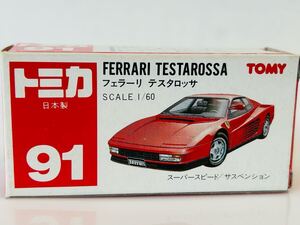 トミカ
日本製
91
FERRARI TESTAROSSA
フェラーリ テスタロッサ
SCALE 1/60
TOMY
スーパースピード/サスペンション